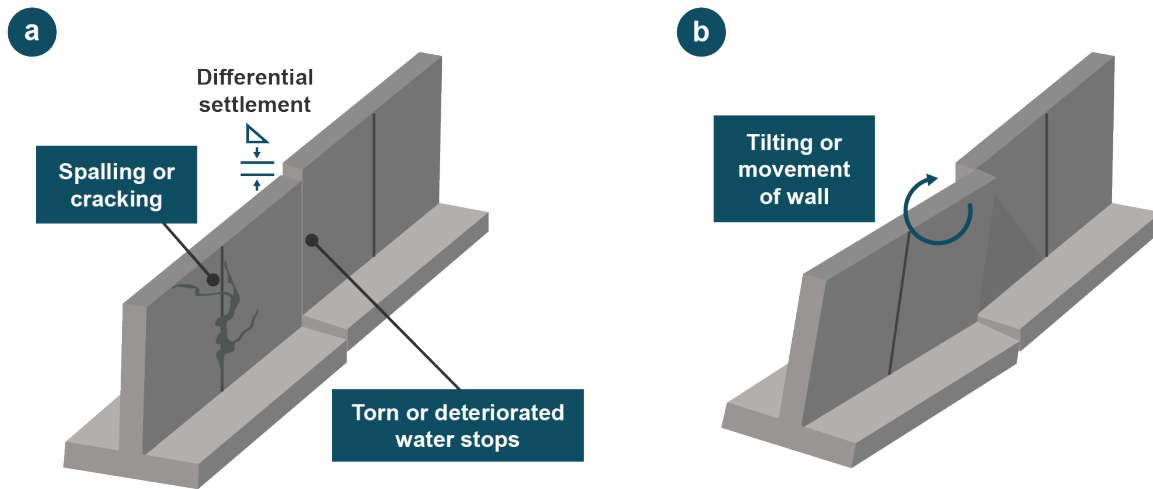 a
Differential
settlement
Spalling or
cracking
Torn or deteriorated
water stops
b
Tilting or
movement
of wall